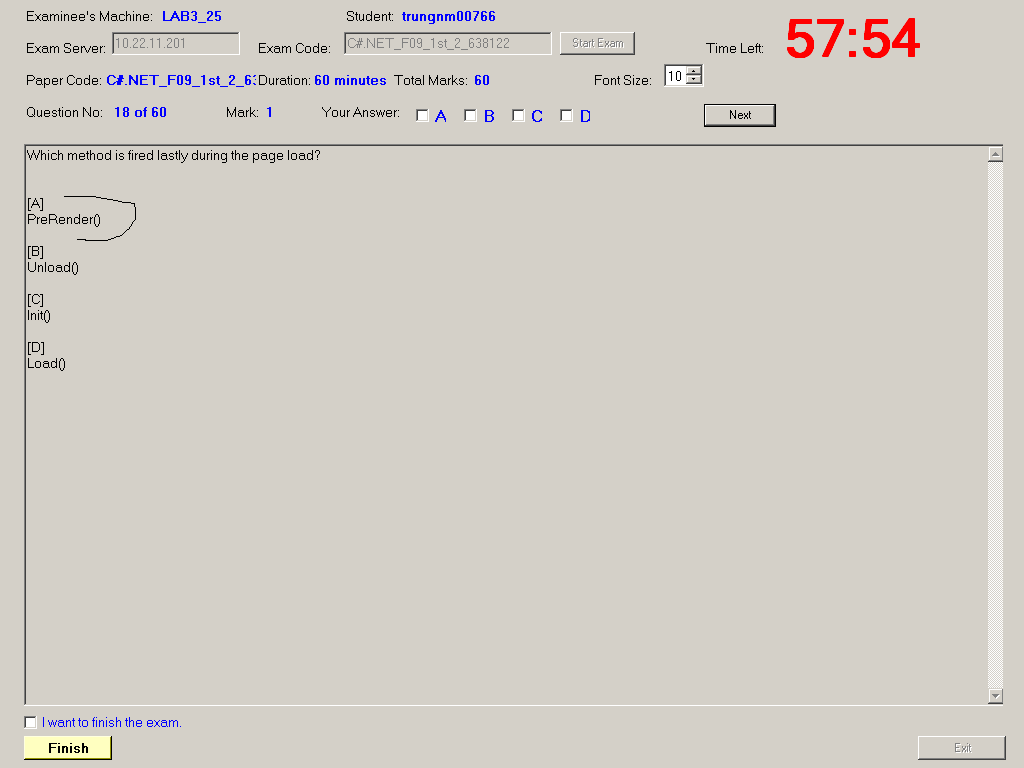 Examinee's Machine: LAB3_25 Student: trungnm00766
57:54
Exam Server: 10.22.11.201 Exam Code: C#.NET_F09_1st_2_638122 Start Exam Time Left:
Paper Code: C#.NET_F09_1st_2_63 Duration: 60 minutes Total Marks: 60 Font Size: 10
Question No: 18 of 60 Mark: 1 Your Answer: A B C D Next
Which method is fired lastly during the page load?
[A]
PreRender()
[B]
Unload()
[C]
Init()
[D]
Load()
I want to finish the exam.
Finish Exit